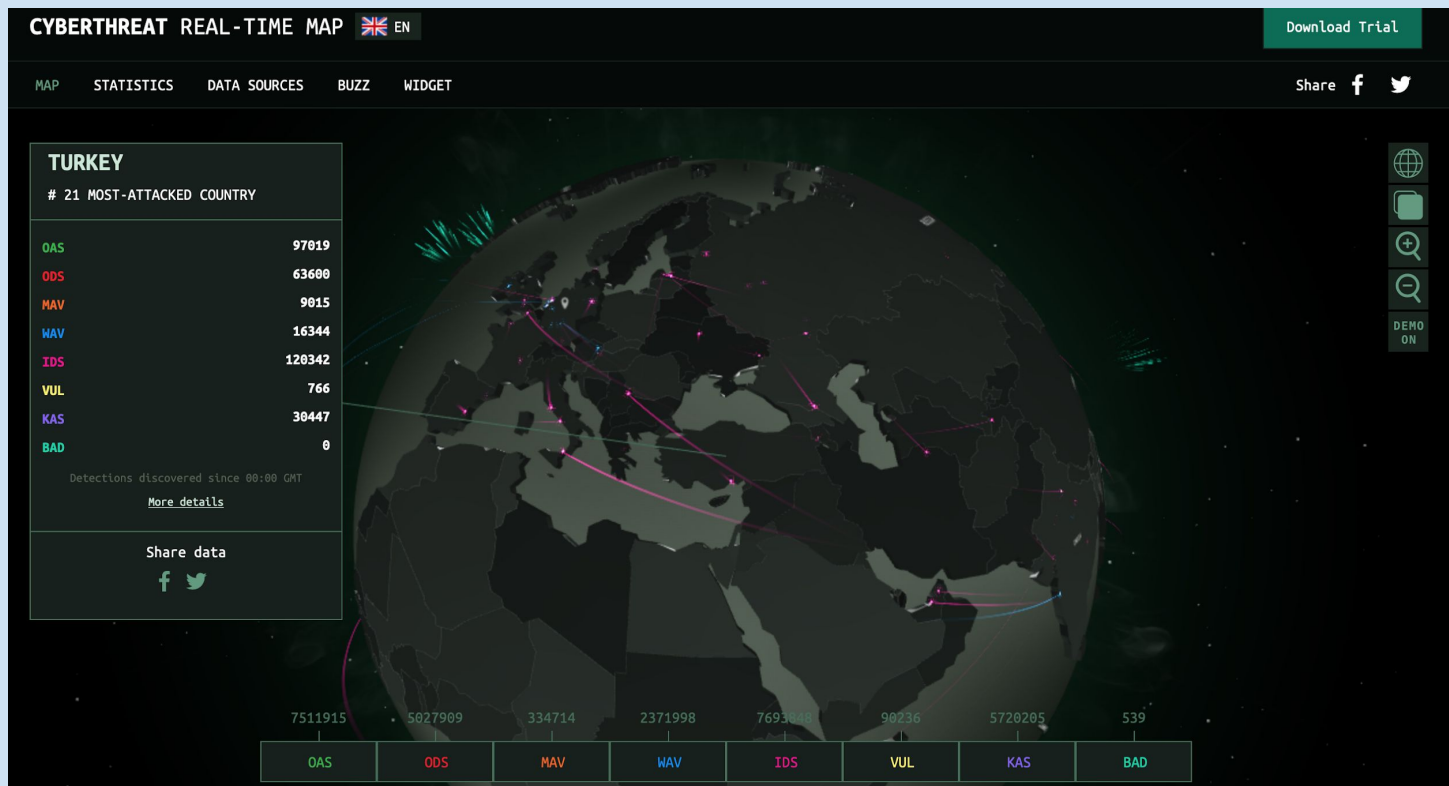 CYBERTHREAT REAL-TIME MAP EN
Download Trial
MAP STATISTICS DATA SOURCES BUZZ WIDGET
Share
TURKEY
# 21 MOST-ATTACKED COUNTRY
OAS 97019
ODS 63600
MAV 9015
WAV 16344
IDS 120342
VUL 766
KAS 30447
BAD 0
Detections discovered since 00:00 GMT
More details
Share data
DEMO
ON
7511915 5027909 334714 2371998 7693848 90236 5720205 539
OAS ODS MAV WAV IDS VUL KAS BAD